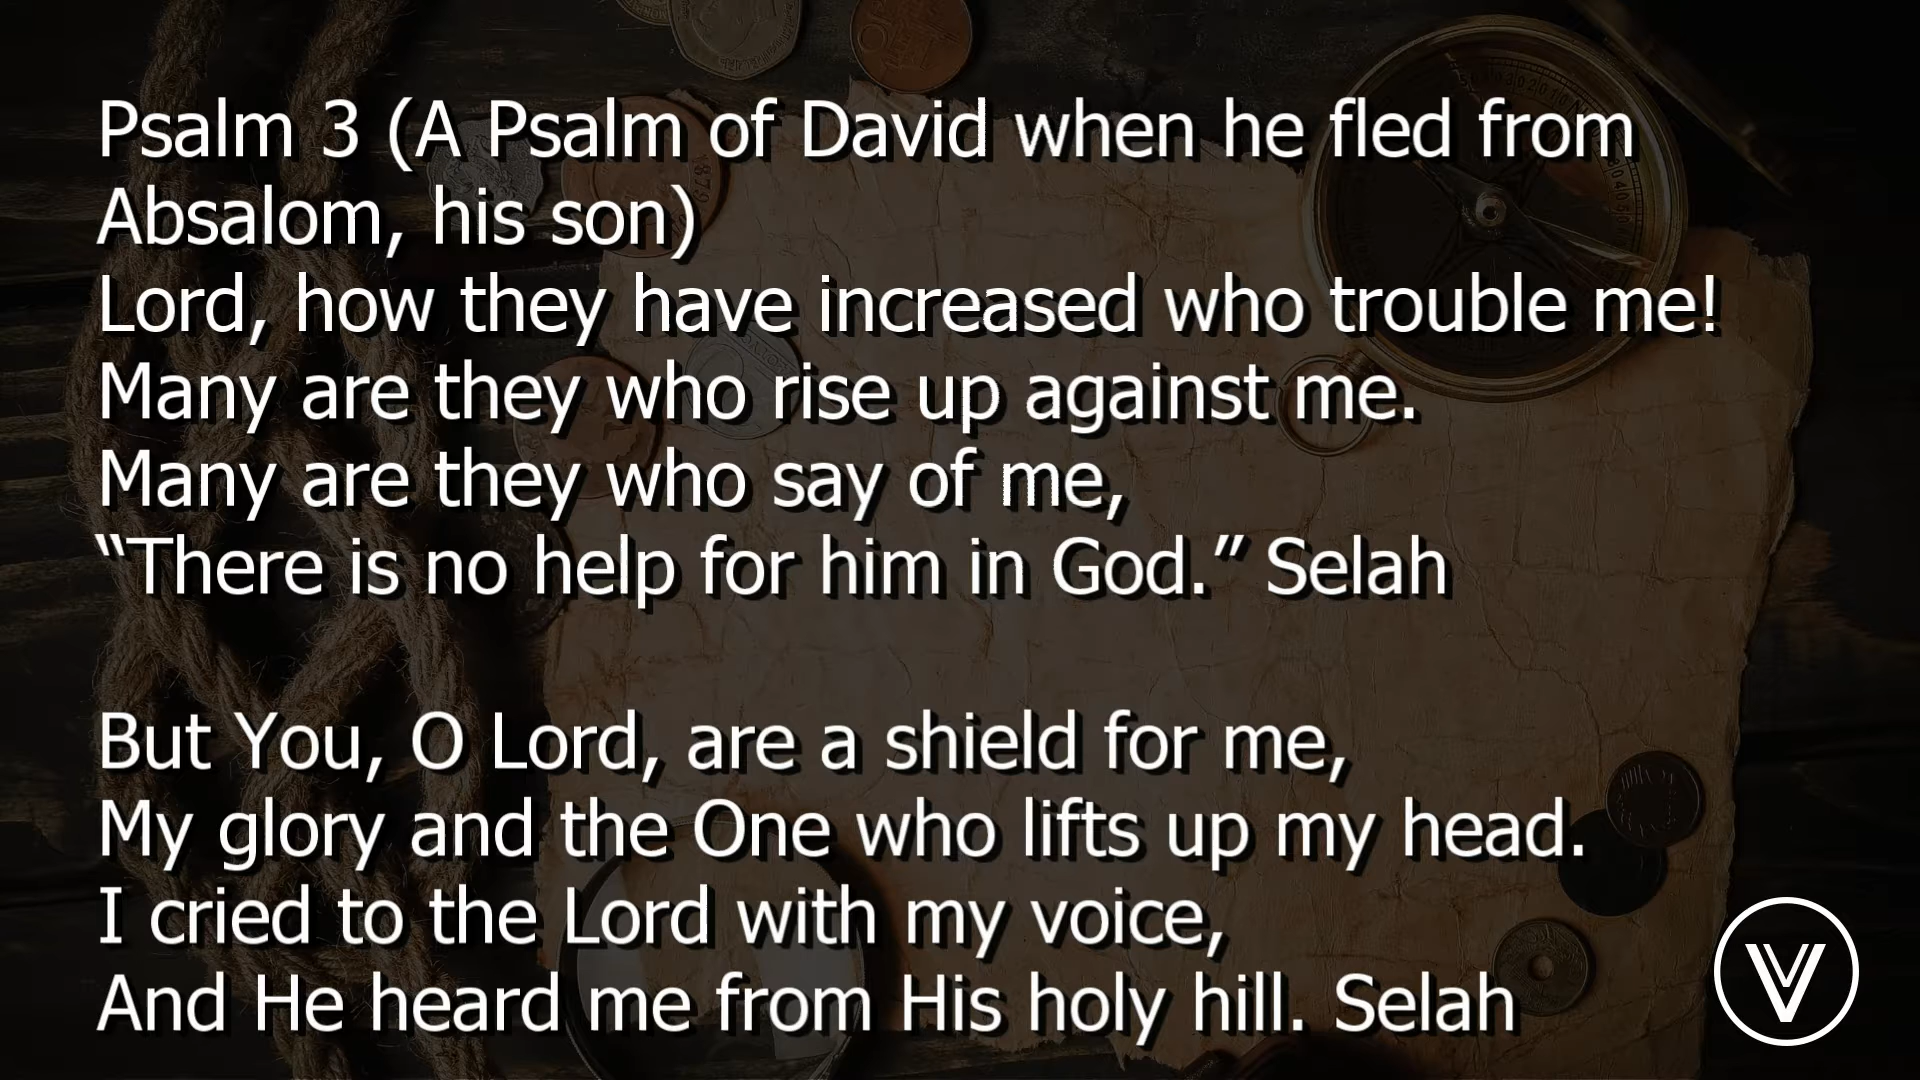 Psalm 3 (A Psalm of David when he fled from
Absalom, his son)
Lord, how they have increased who trouble me!
Many are they who rise up against me.
Many are they who say of me,
“There is no help for him in God.” Selah
But You, O Lord, are a shield for me,
My glory and the One who lifts up my head.
I cried to the Lord with my voice,
And He heard me from His holy hill. Selah